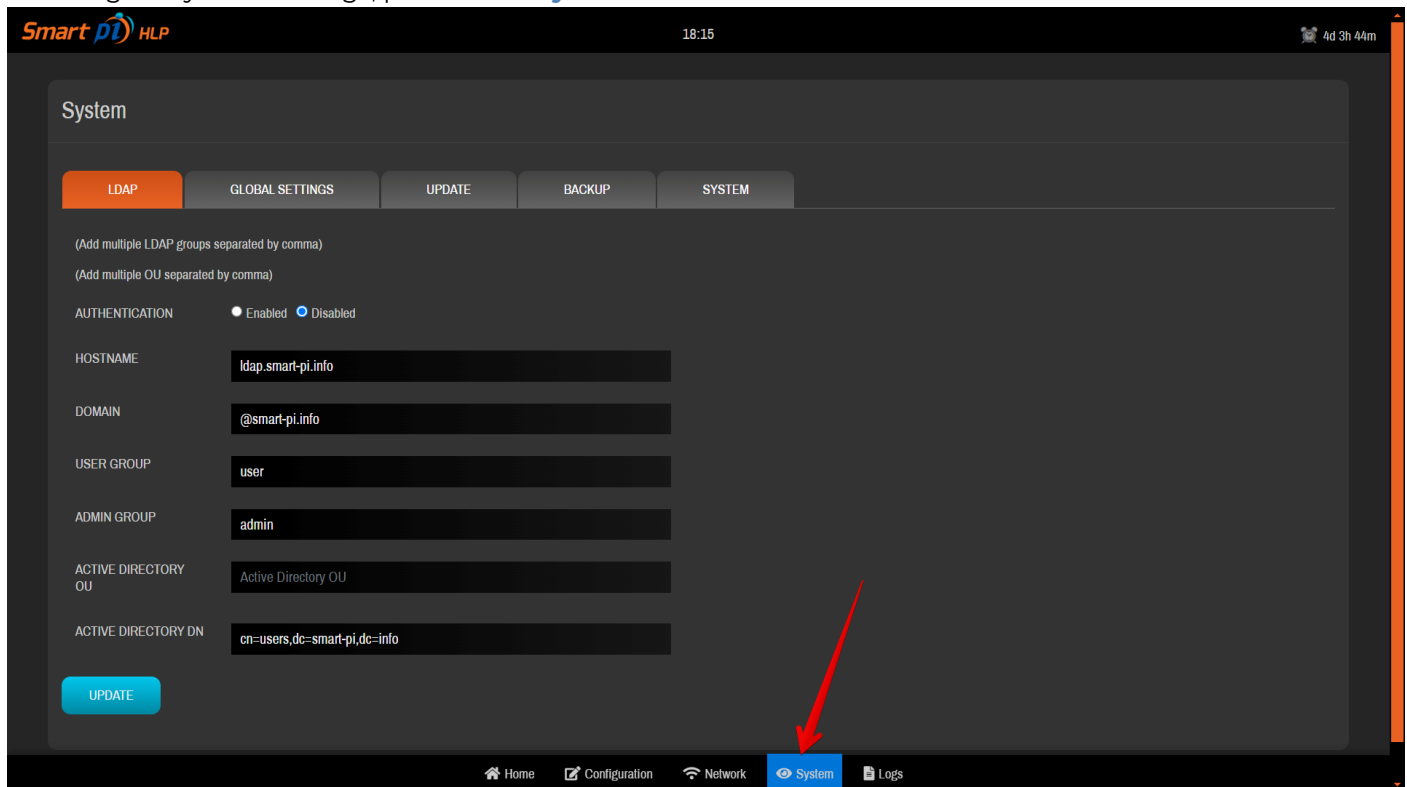 Smart pi HLP
18:15
4d 3h 44m
System
LDAP GLOBAL SETTINGS UPDATE BACKUP SYSTEM
(Add multiple LDAP groups separated by comma)
(Add multiple OU separated by comma)
AUTHENTICATION Enabled Disabled
HOSTNAME ldap.smart-pi.info
DOMAIN @smart-pi.info
USER GROUP user
ADMIN GROUP admin
ACTIVE DIRECTORY
OU Active Directory OU
ACTIVE DIRECTORY DN cn=users,dc=smart-pi,dc=info
UPDATE
Home Configuration Network System Logs